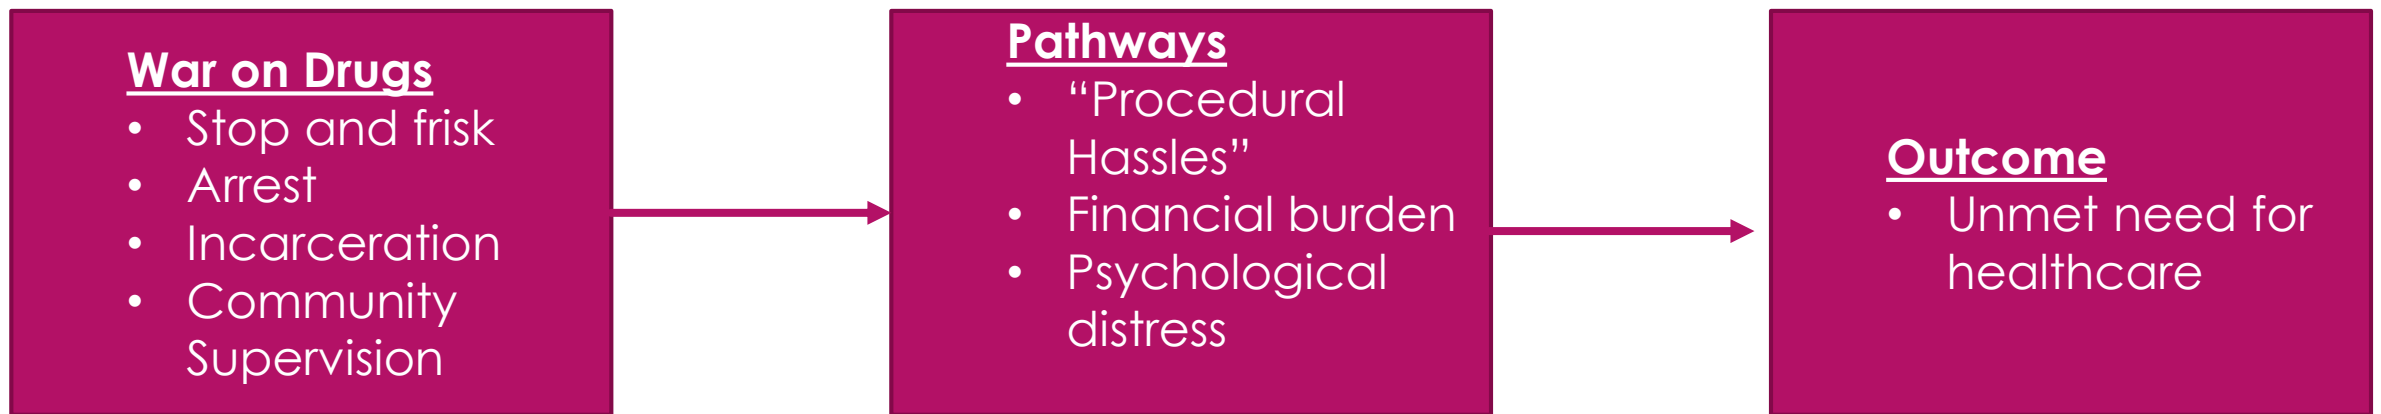 War on Drugs
• Stop and frisk
• Arrest
• Incarceration
• Community
Supervision
Pathways
• “Procedural
Hassles”
• Financial burden
• Psychological
distress
Outcome
• Unmet need for
healthcare